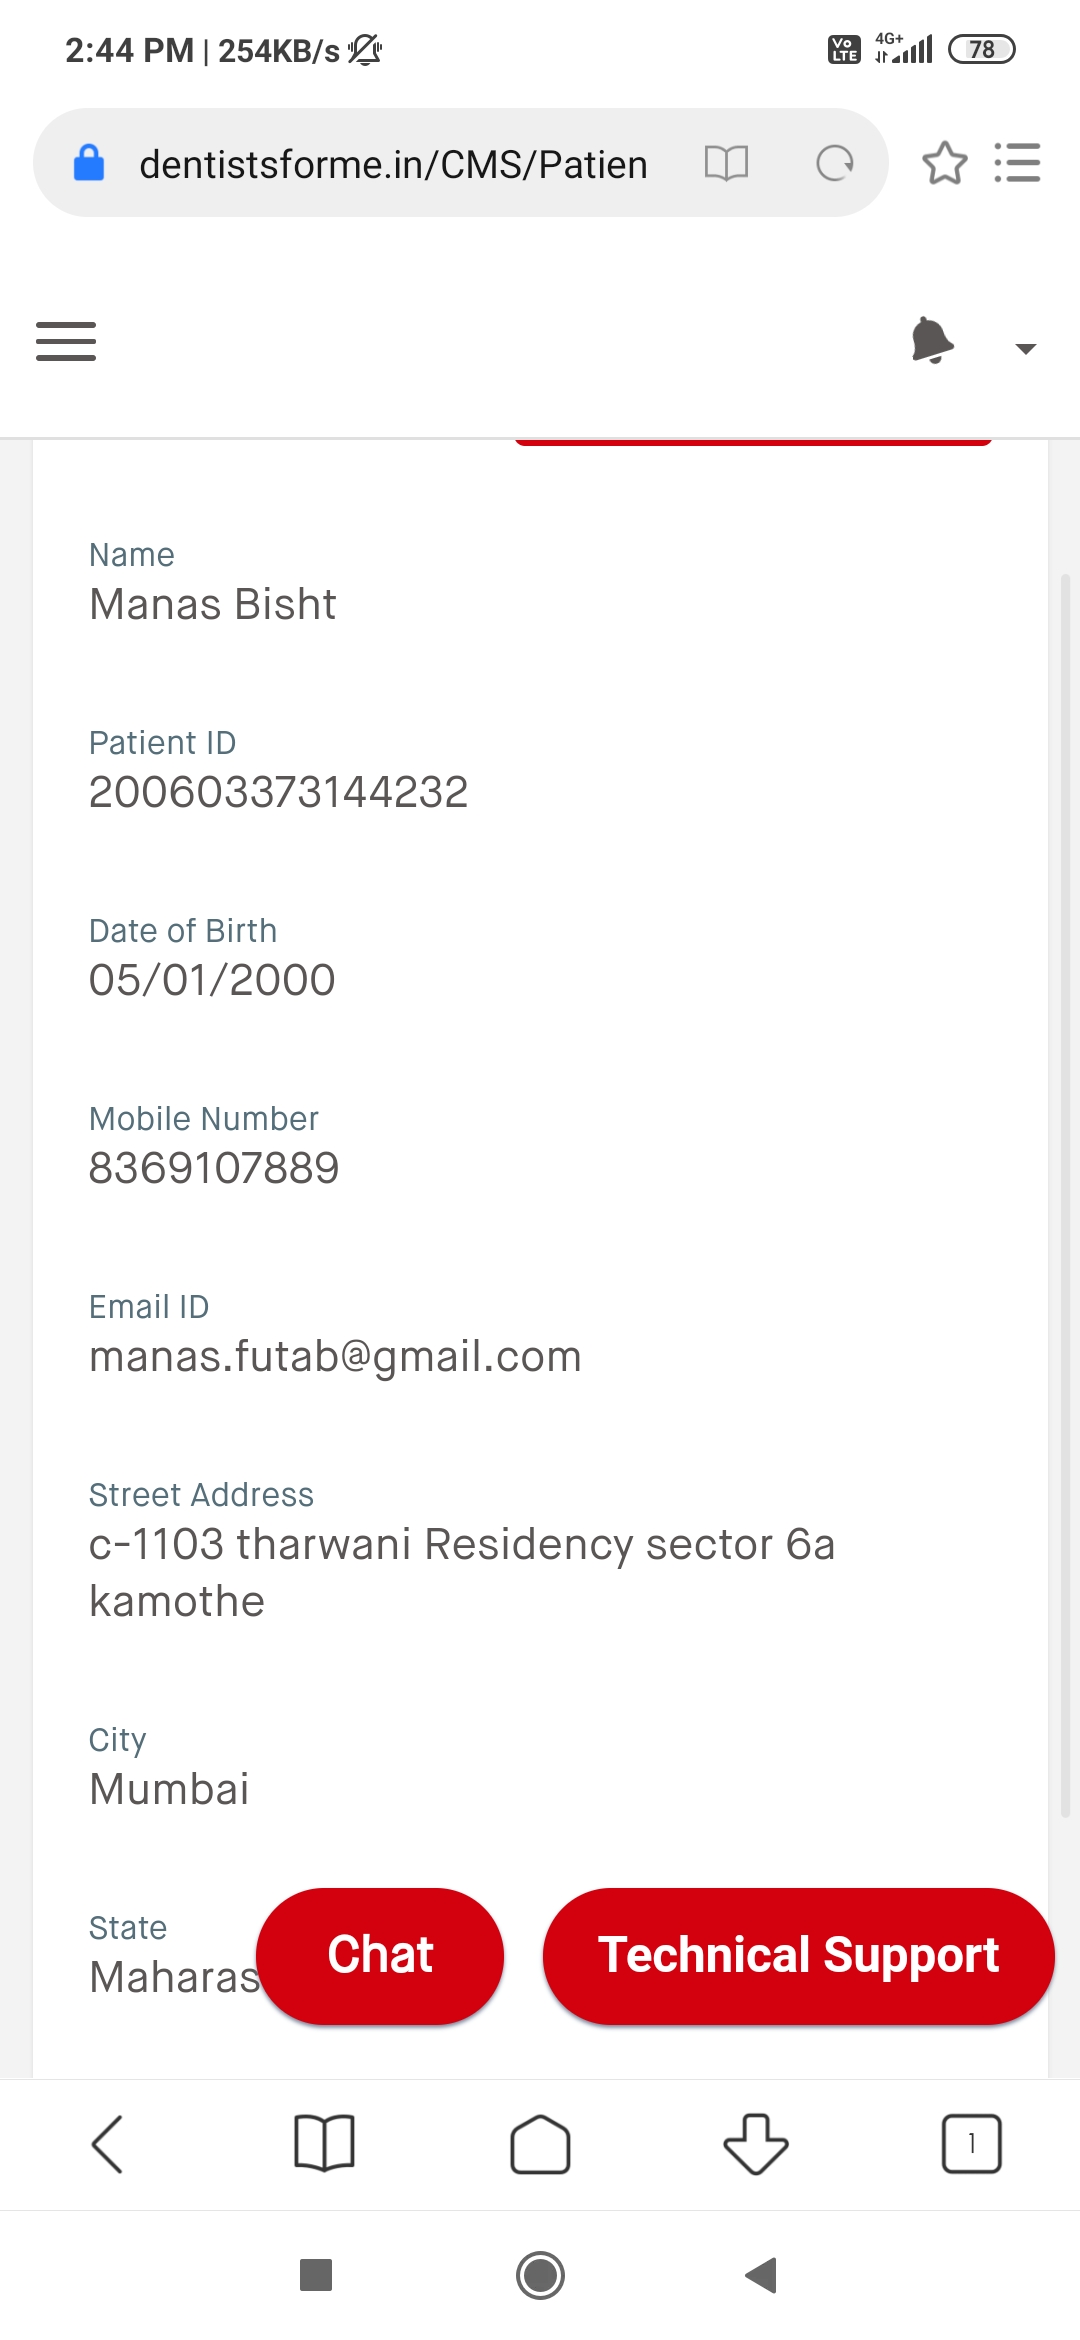 2:44 PM | 254KB/s
Vo LTE
4G+
78
dentistsforme.in/CMS/Patien
Name
Manas Bisht
Patient ID
200603373144232
Date of Birth
05/01/2000
Mobile Number
8369107889
Email ID
manas.futab@gmail.com
Street Address
c-1103 tharwani Residency sector 6a
kamothe
City
Mumbai
State
Maharas
Chat
Technical Support
1